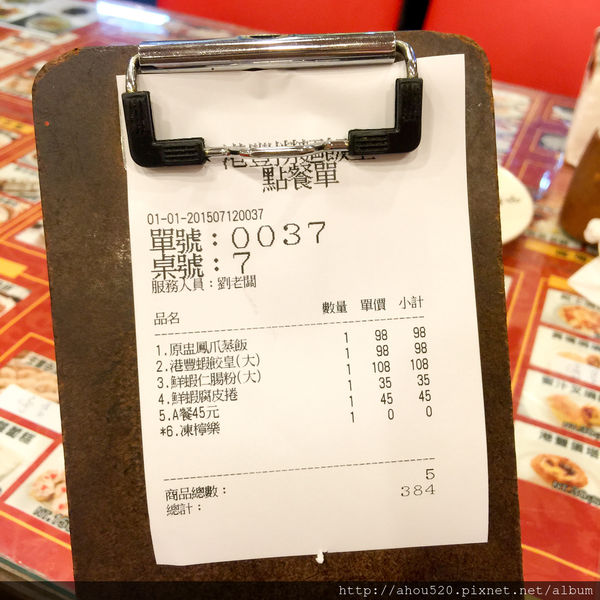 點餐單
01-01-201507120037
單號：0037
桌號：7
服務人員：劉老闆
品名 數量 單價 小計
1.原盅鳳爪蒸飯 1 98 98
2.港豐蝦餃皇(大) 1 98 98
3.鮮蝦仁腸粉(大) 1 108 108
4.鮮蝦腐皮捲 1 35 35
5.A餐45元 1 45 45
*6.凍檸樂 1 0 0
商品總數： 5
總計： 384
http://ahou520.pixnet.net/album